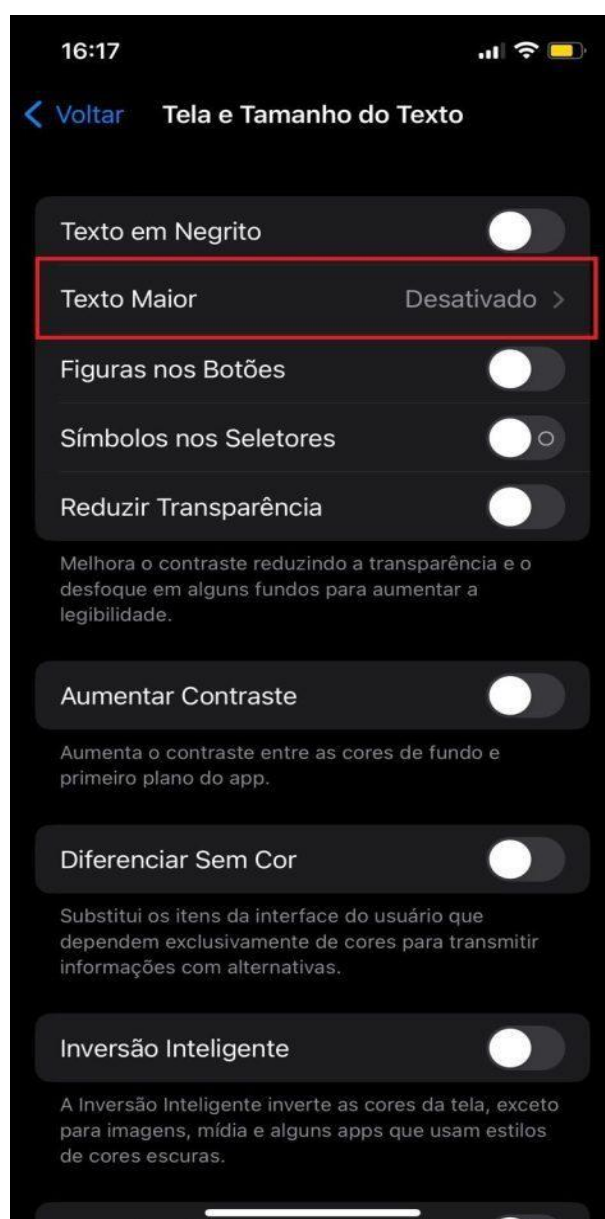 16:17
Voltar Tela e Tamanho do Texto
Texto em Negrito
Texto Maior Desativado
Figuras nos Botões
Símbolos nos Seletores
Reduzir Transparência
Melhora o contraste reduzindo a transparência e o
desfoque em alguns fundos para aumentar a
legibilidade.
Aumentar Contraste
Aumenta o contraste entre as cores de fundo e
primeiro plano do app.
Diferenciar Sem Cor
Substitui os itens da interface do usuário que
dependem exclusivamente de cores para transmitir
informações com alternativas.
Inversão Inteligente
A Inversão Inteligente inverte as cores da tela, exceto
para imagens, mídia e alguns apps que usam estilos
de cores escuras.